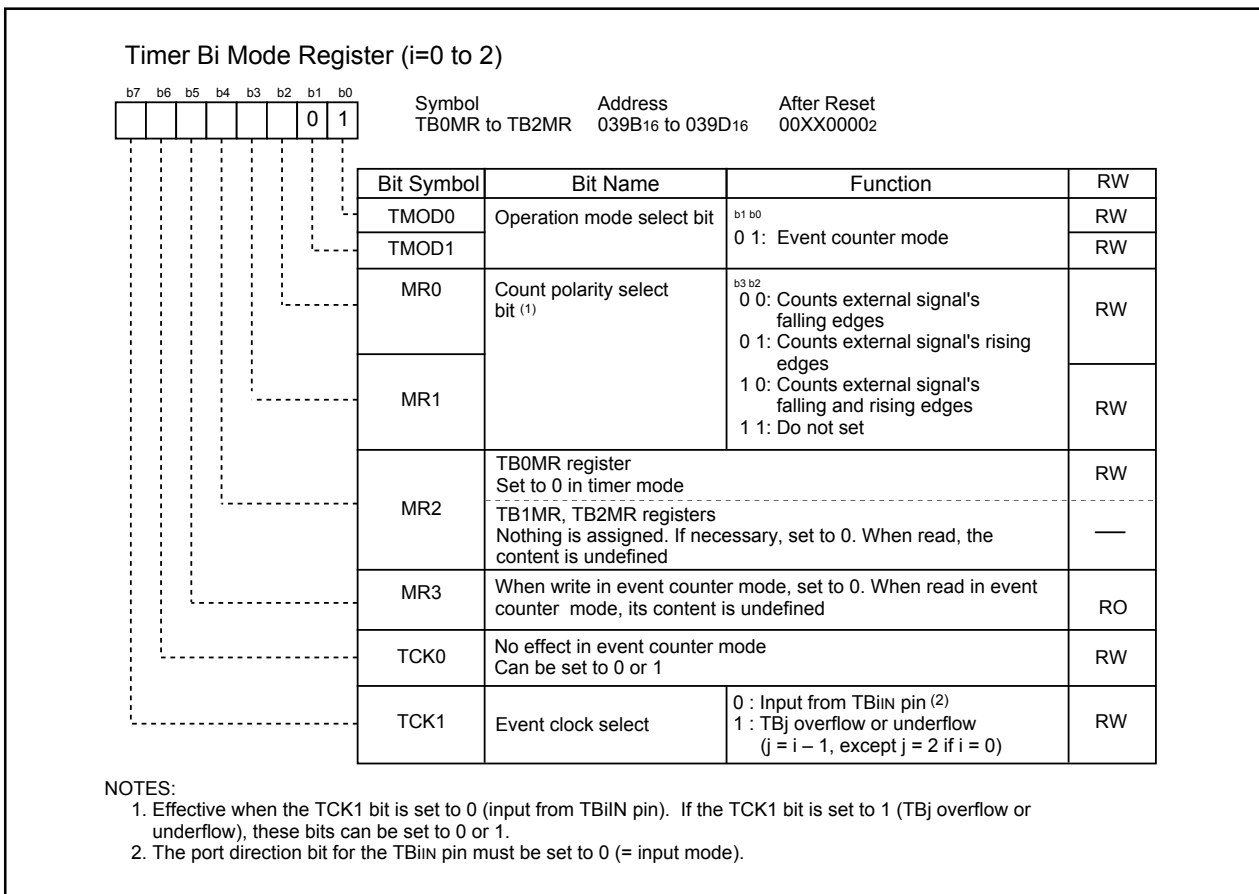 Timer Bi Mode Register (i=0 to 2)
b7 b6 b5 b4 b3 b2 b1 b0
0 1
Symbol Address After Reset
TB0MR to TB2MR 039B16 to 039D16 00XX00002
Bit Symbol Bit Name Function RW
TMOD0 Operation mode select bit b1 b0 RW
0 1: Event counter mode
TMOD1 RW
MR0 Count polarity select
bit (1)
b3 b2
0 0: Counts external signal's
falling edges
RW
0 1: Counts external signal's rising
edges
MR1
1 0: Counts external signal's
falling and rising edges
RW
1 1: Do not set
MR2
TB0MR register
Set to 0 in timer mode
RW
TB1MR, TB2MR registers
Nothing is assigned. If necessary, set to 0. When read, the
content is undefined
—
MR3
When write in event counter mode, set to 0. When read in event
counter mode, its content is undefined
RO
TCK0
No effect in event counter mode
Can be set to 0 or 1
RW
TCK1
Event clock select
0 : Input from TBiIN pin (2)
1 : TBj overflow or underflow
(j = i – 1, except j = 2 if i = 0)
RW
NOTES:
1. Effective when the TCK1 bit is set to 0 (input from TBiIN pin). If the TCK1 bit is set to 1 (TBj overflow or
underflow), these bits can be set to 0 or 1.
2. The port direction bit for the TBiIN pin must be set to 0 (= input mode).